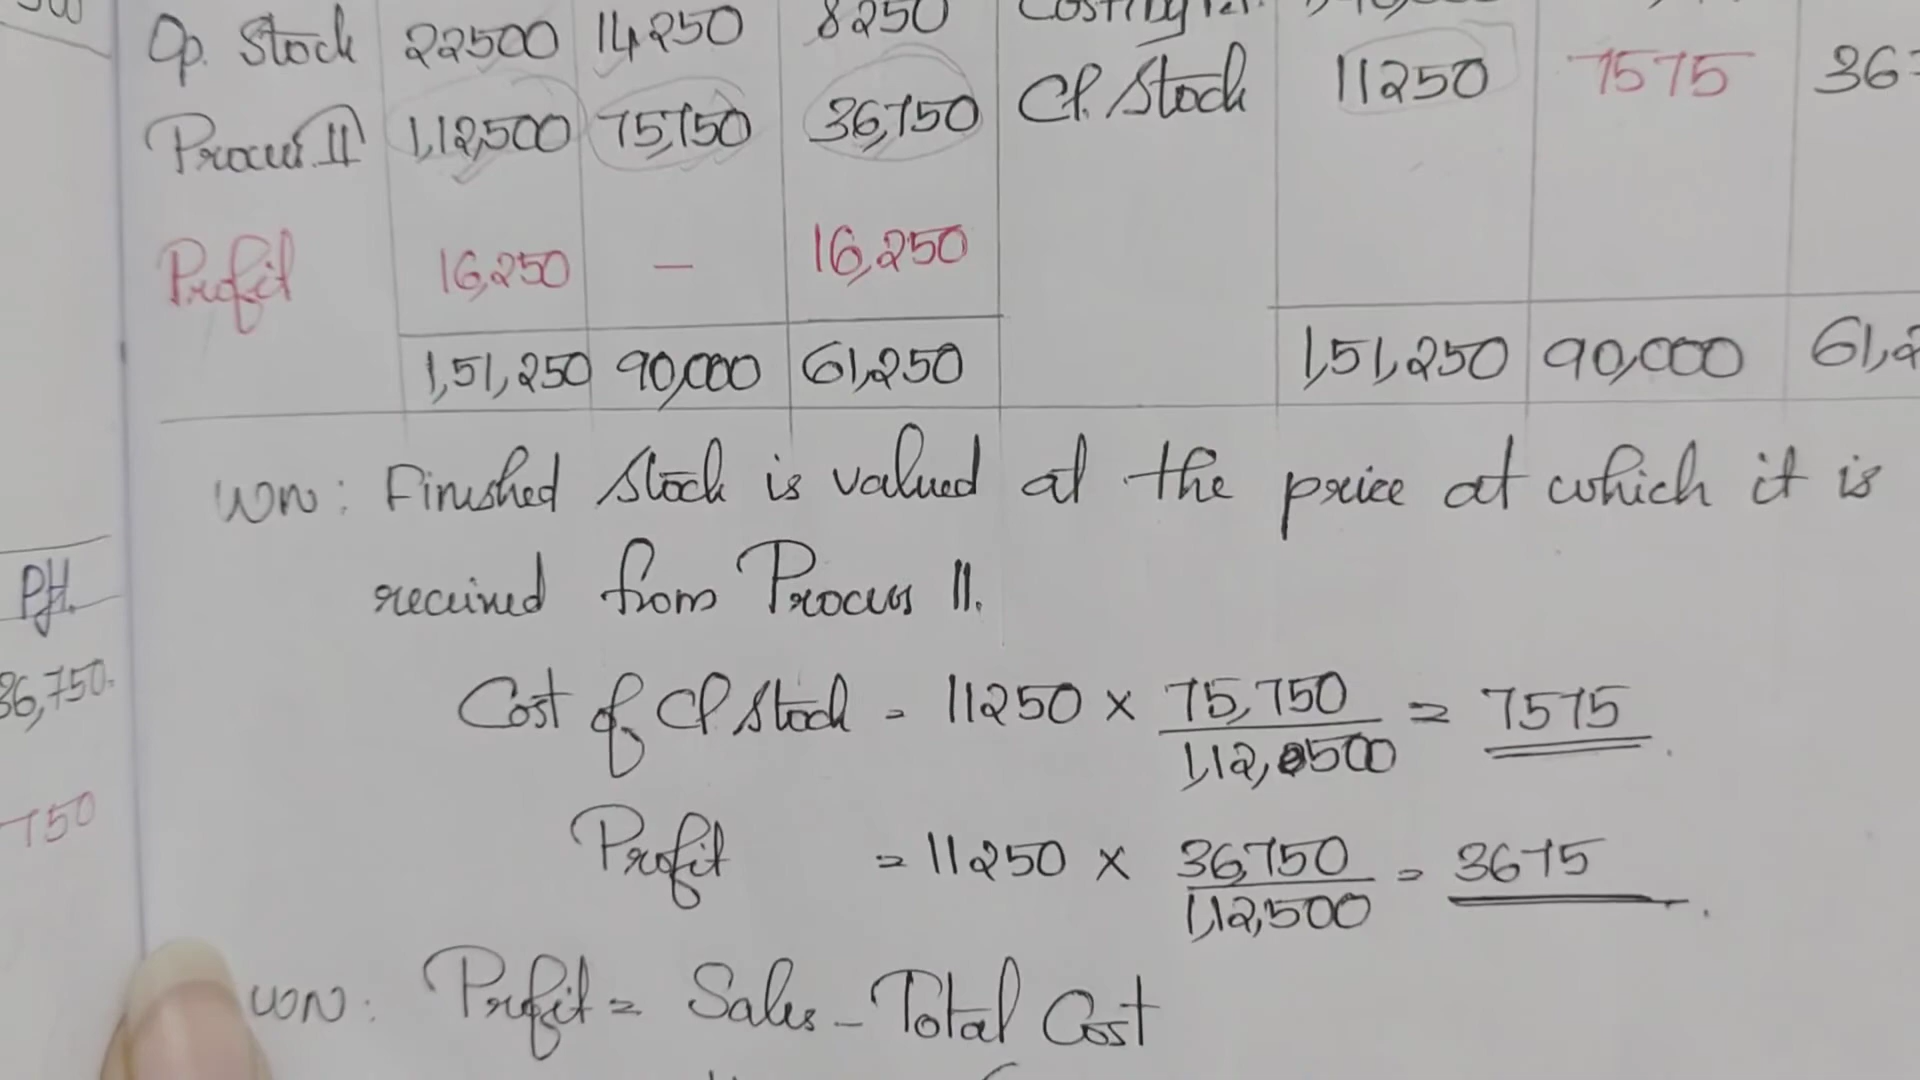 Op. Stock 22500 14,250 8250
Cl. Stock 11250 7575
Process II 1,12,500 75,750 36,750
Profit 16,250 – 16,250
1,51,250 90,000 61,250 1,51,250 90,000
WN: Finished Stock is valued at the price at which it is
received from Process II.
PFt.
36,750.
Cost of Cl. Stock = 11250 × 75,750 / 1,12,500 = 7575
750
Profit = 11250 × 36,750 / 1,12,500 = 3675
WN: Profit = Sales – Total Cost